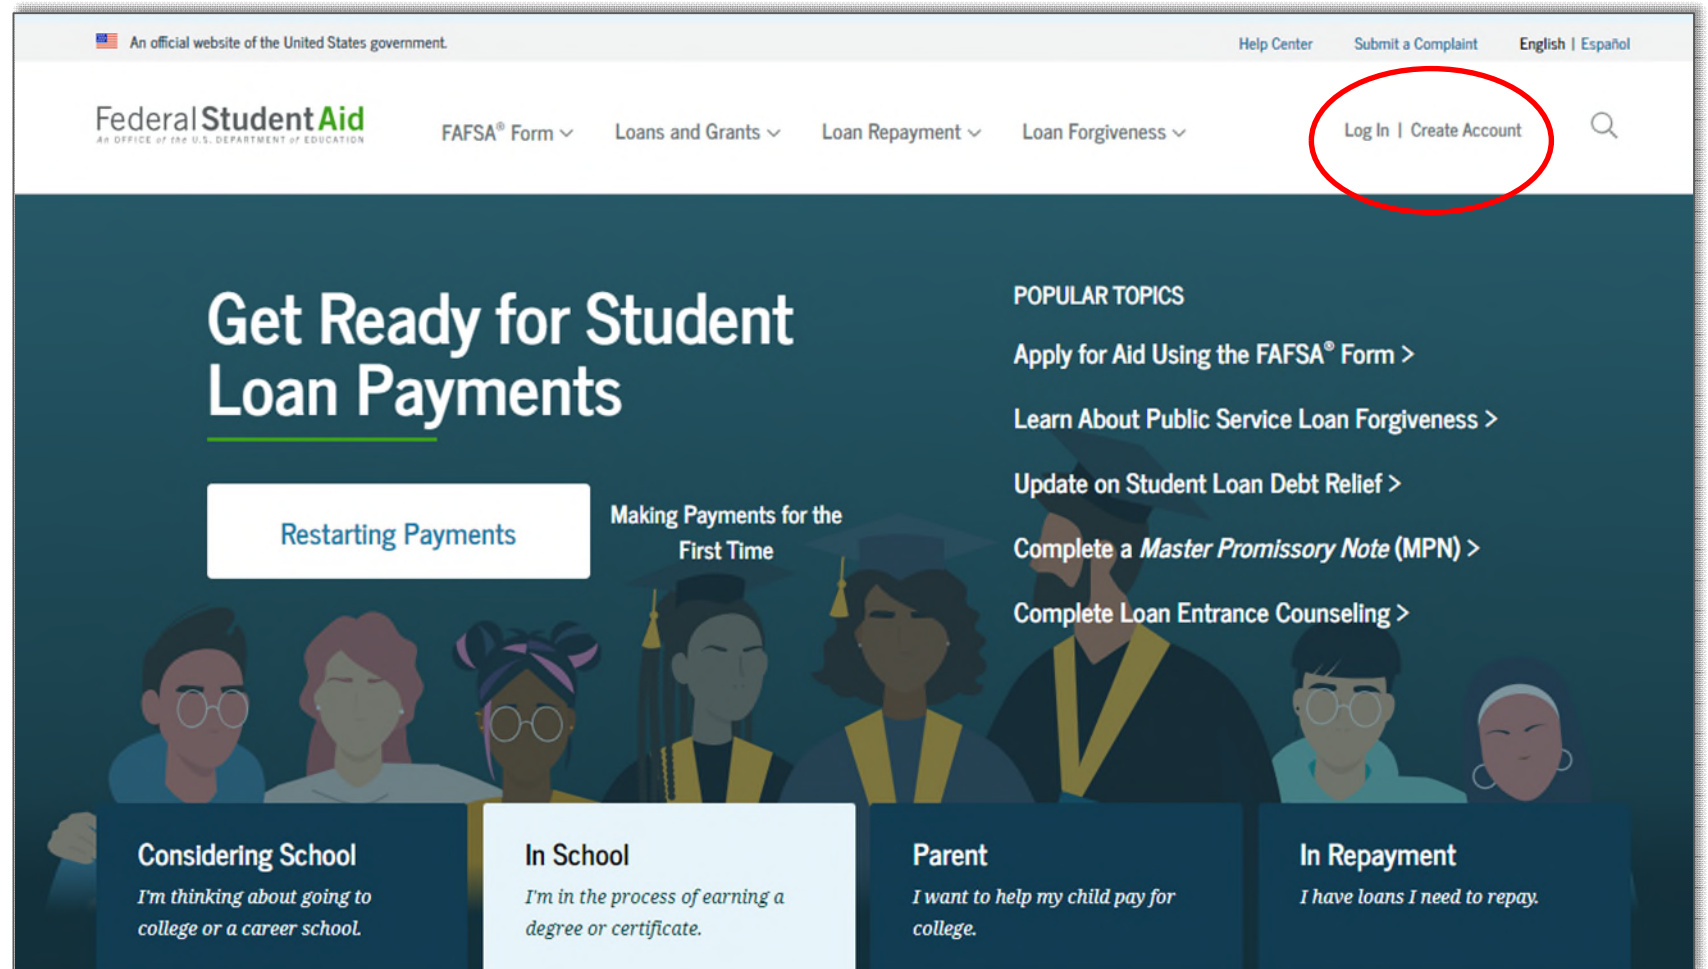 An official website of the United States government.
Help Center Submit a Complaint English | Español
Federal Student Aid
An OFFICE of the U.S. DEPARTMENT of EDUCATION
FAFSA® Form Loans and Grants Loan Repayment Loan Forgiveness Log In | Create Account
Get Ready for Student
Loan Payments
Restarting Payments
Making Payments for the
First Time
POPULAR TOPICS
Apply for Aid Using the FAFSA® Form >
Learn About Public Service Loan Forgiveness >
Update on Student Loan Debt Relief >
Complete a Master Promissory Note (MPN) >
Complete Loan Entrance Counseling >
Considering School
I'm thinking about going to
college or a career school.
In School
I'm in the process of earning a
degree or certificate.
Parent
I want to help my child pay for
college.
In Repayment
I have loans I need to repay.